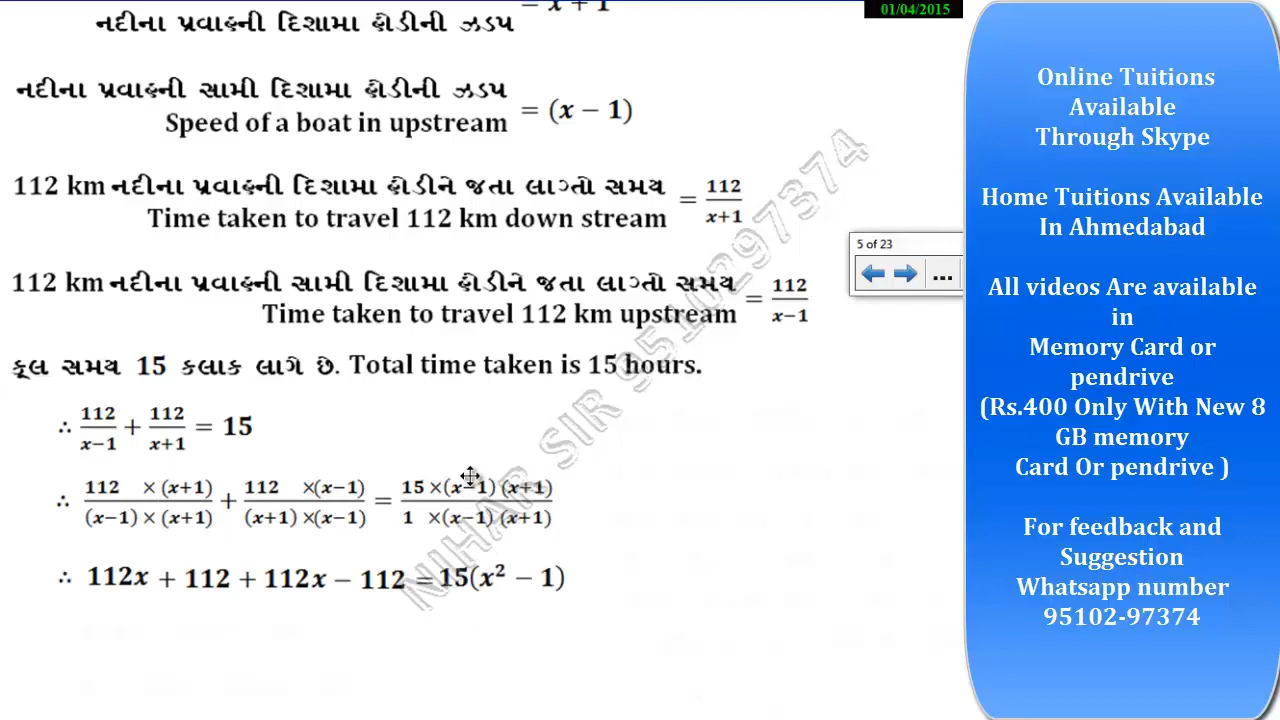 = x + 1
01/04/2015
નદીના પ્રવાહની દિશામા હોડીની ઝડપ
નદીના પ્રવાહની સામી દિશામા હોડીની ઝડપ
Speed of a boat in upstream = (x − 1)
112 km નદીના પ્રવાહની દિશામા હોડીને જતા લાગ્તો સમય
Time taken to travel 112 km down stream = 112/(x+1)
112 km નદીના પ્રવાહની સામી દિશામા હોડીને જતા લાગ્તો સમય
Time taken to travel 112 km upstream = 112/(x−1)
કૂલ સમય 15 કલાક લાગે છે. Total time taken is 15 hours.
∴ 112/(x−1) + 112/(x+1) = 15
∴ 112 ×(x+1)/(x−1)×(x+1) + 112 ×(x−1)/(x+1)×(x−1) = 15×(x−1)(x+1)/1 ×(x−1)(x+1)
∴ 112x + 112 + 112x − 112 = 15(x² − 1)
NIHAR SIR 9510297374
5 of 23
...
Online Tuitions
Available
Through Skype
Home Tuitions Available
In Ahmedabad
All videos Are available
in
Memory Card or
pendrive
(Rs.400 Only With New 8
GB memory
Card Or pendrive )
For feedback and
Suggestion
Whatsapp number
95102-97374